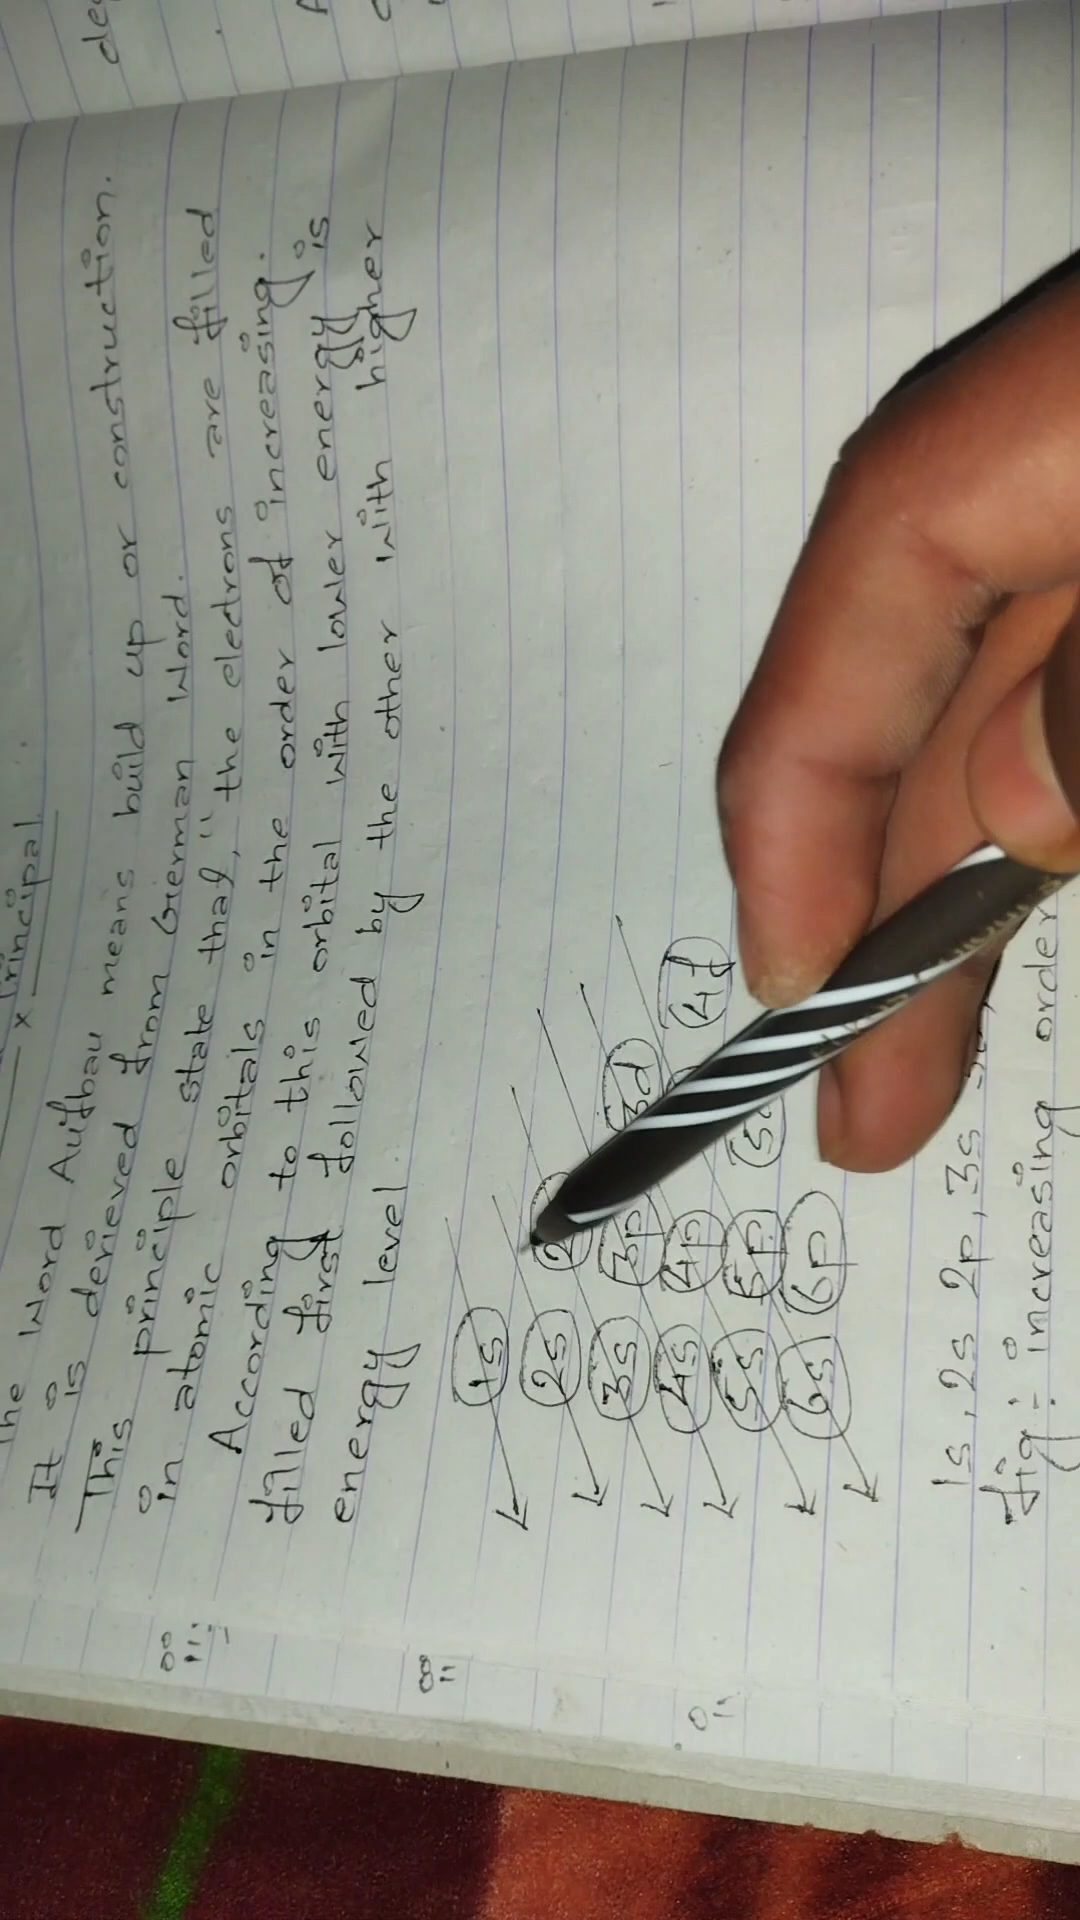 x Principal.
The Word Aufbau means build up or construction.
It is derieved from German Word.
This principle state that," the electrons are filled
in atomic orbitals in the order of increasing.
According to this orbital with lower energy is
filled first followed by the other with higher
energy level
1s
2s 2
3s 3p 3d
4s 4p 4f
5s 5p
6s 6p
1s, 2s 2p, 3s
fig:- increasing order